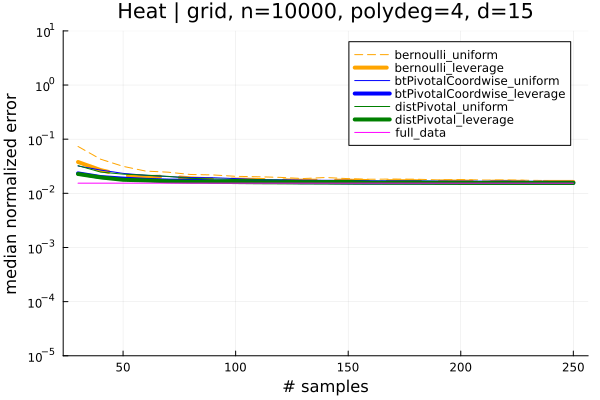 Heat | grid, n=10000, polydeg=4, d=15
10¹
10⁰
10⁻¹
10⁻²
10⁻³
10⁻⁴
10⁻⁵
median normalized error
bernoulli_uniform
bernoulli_leverage
btPivotalCoordwise_uniform
btPivotalCoordwise_leverage
distPivotal_uniform
distPivotal_leverage
full_data
50 100 150 200 250
# samples